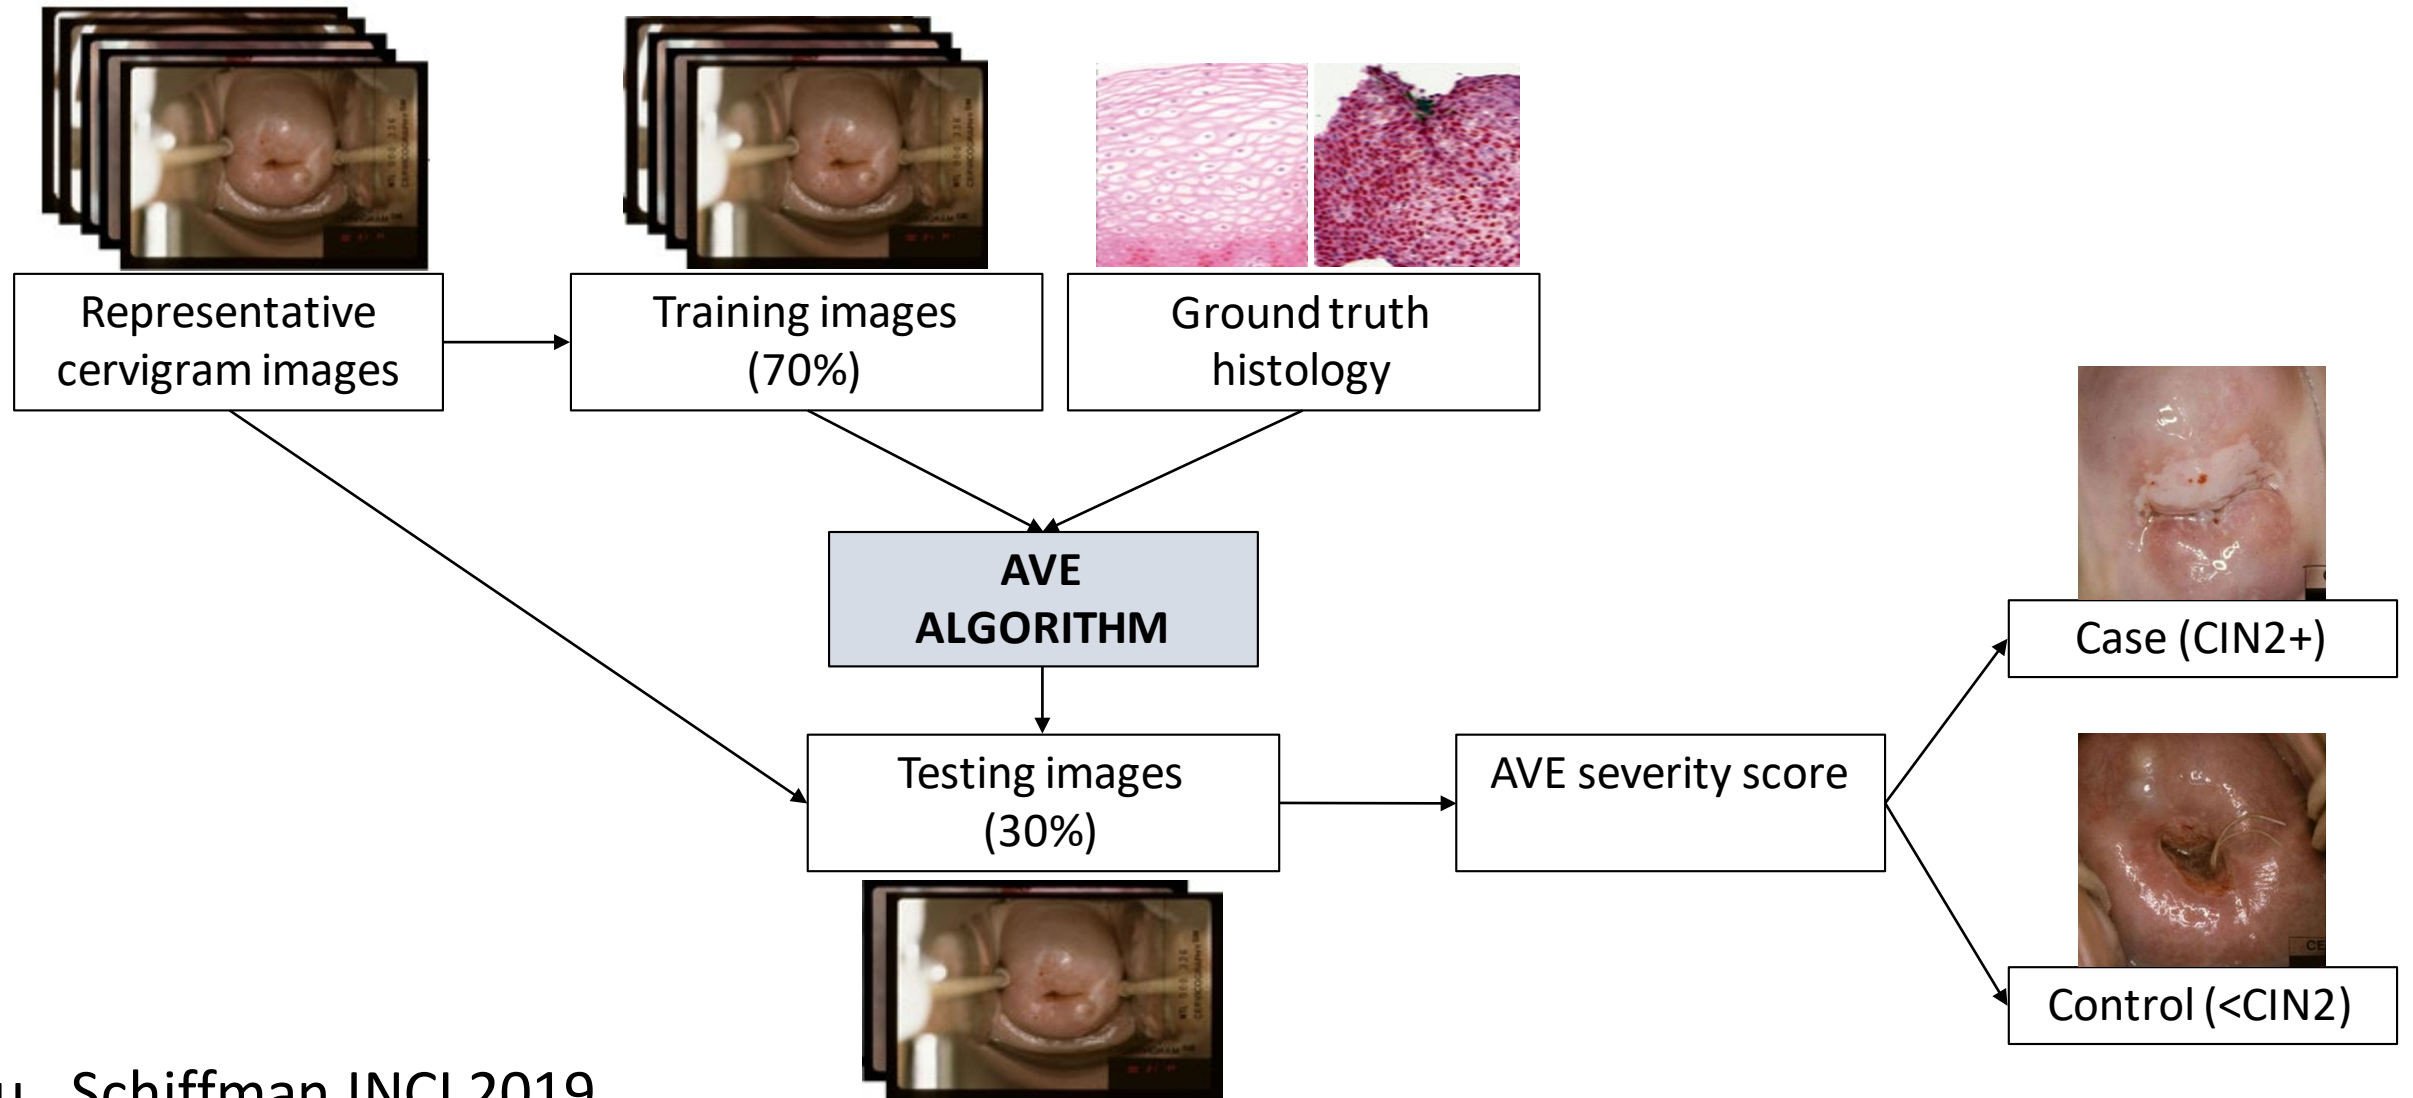 Representative
cervigram images
Training images
(70%)
Ground truth
histology
AVE
ALGORITHM
Case (CIN2+)
Testing images
(30%)
AVE severity score
Control (<CIN2)
Schiffman JNCI 2019